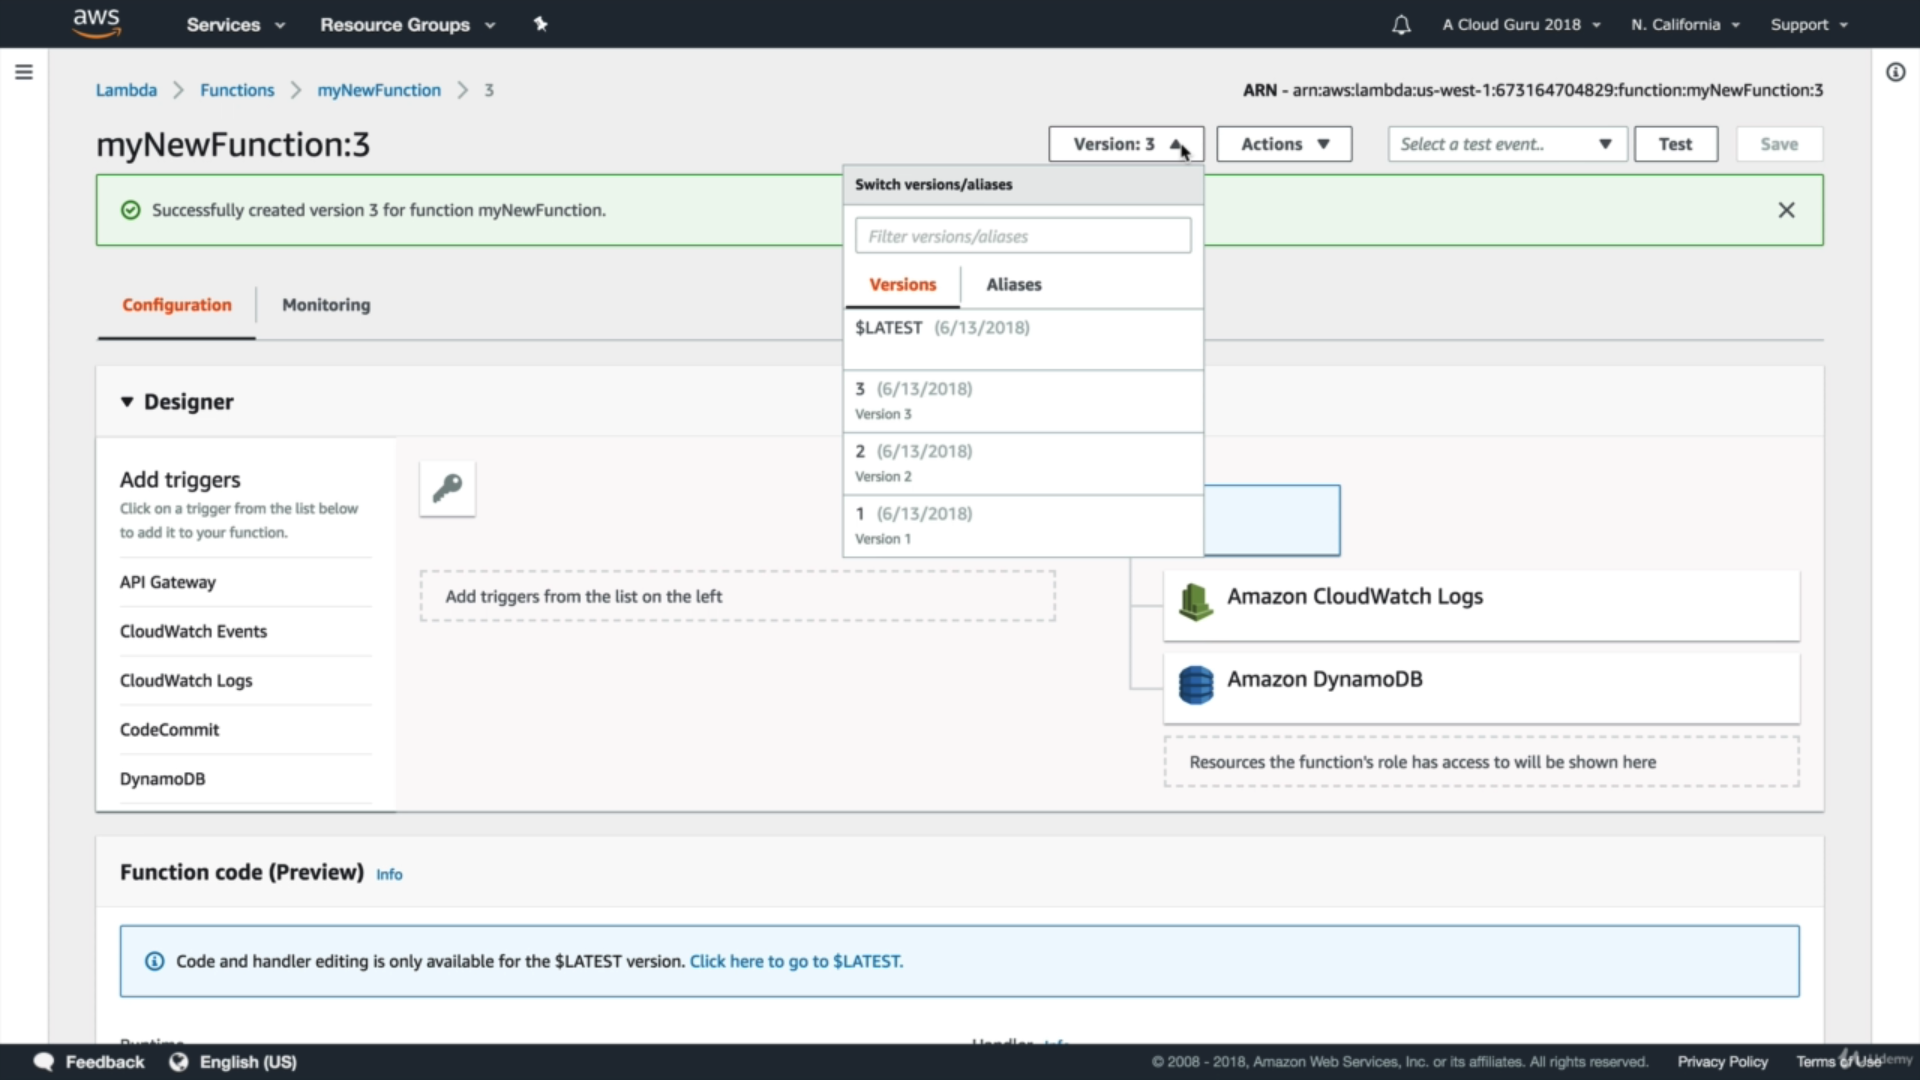 aws
Services
Resource Groups
A Cloud Guru 2018
N. California
Support
Lambda
Functions
myNewFunction
3
ARN - arn:aws:lambda:us-west-1:673164704829:function:myNewFunction:3
myNewFunction:3
Version: 3
Actions
Select a test event..
Test
Save
Switch versions/aliases
Successfully created version 3 for function myNewFunction.
Filter versions/aliases
Versions
Aliases
Configuration
Monitoring
$LATEST (6/13/2018)
3 (6/13/2018)
Version 3
2 (6/13/2018)
Version 2
1 (6/13/2018)
Version 1
Designer
Add triggers
Click on a trigger from the list below
to add it to your function.
API Gateway
CloudWatch Events
CloudWatch Logs
CodeCommit
DynamoDB
Add triggers from the list on the left
Amazon CloudWatch Logs
Amazon DynamoDB
Resources the function's role has access to will be shown here
Function code (Preview) Info
Code and handler editing is only available for the $LATEST version. Click here to go to $LATEST.
Runtime
Handler Info
Feedback
English (US)
© 2008 - 2018, Amazon Web Services, Inc. or its affiliates. All rights reserved.
Privacy Policy
Terms of Use